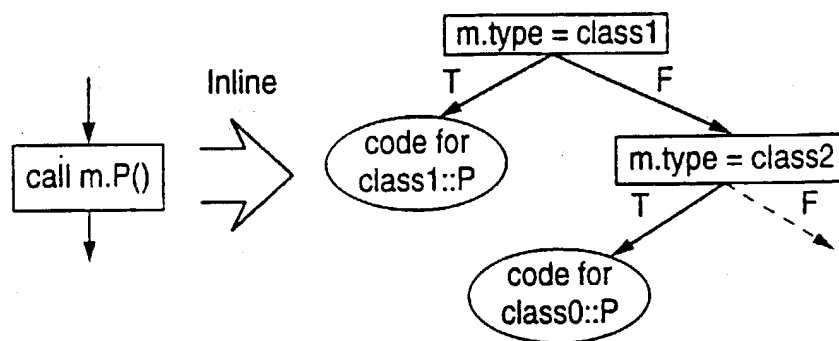 m.type = class1
T
F
Inline
call m.P()
code for
class1::P
m.type = class2
T
F
code for
class0::P